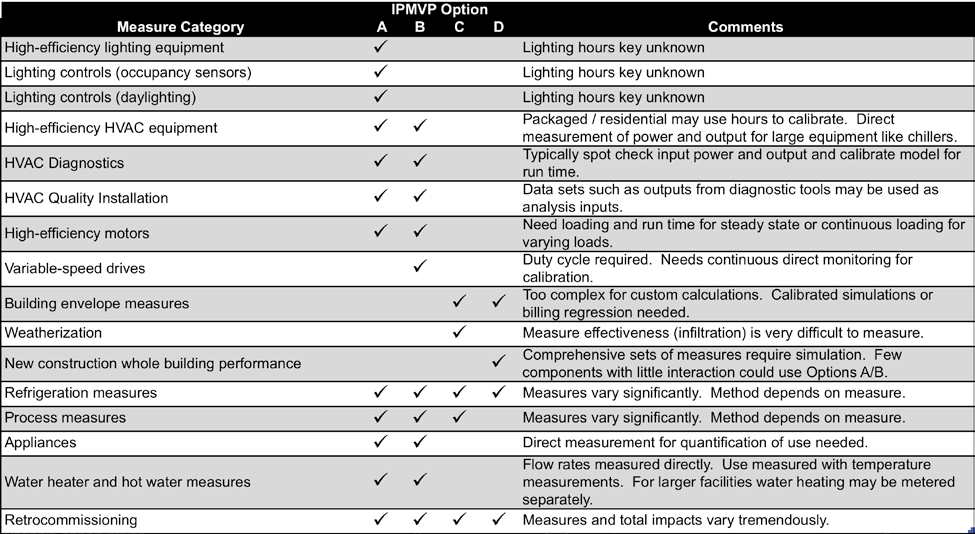 IPMVP Option
Measure Category A B C D Comments
High-efficiency lighting equipment ✓ Lighting hours key unknown
Lighting controls (occupancy sensors) ✓ Lighting hours key unknown
Lighting controls (daylighting) ✓ Lighting hours key unknown
High-efficiency HVAC equipment ✓ ✓ Packaged / residential may use hours to calibrate. Direct
measurement of power and output for large equipment like chillers.
HVAC Diagnostics ✓ ✓ Typically spot check input power and output and calibrate model for
run time.
HVAC Quality Installation ✓ ✓ Data sets such as outputs from diagnostic tools may be used as
analysis inputs.
High-efficiency motors ✓ ✓ Need loading and run time for steady state or continuous loading for
varying loads.
Variable-speed drives ✓ Duty cycle required. Needs continuous direct monitoring for
calibration.
Building envelope measures ✓ ✓ Too complex for custom calculations. Calibrated simulations or
billing regression needed.
Weatherization ✓ Measure effectiveness (infiltration) is very difficult to measure.
New construction whole building performance ✓ Comprehensive sets of measures require simulation. Few
components with little interaction could use Options A/B.
Refrigeration measures ✓ ✓ ✓ ✓ Measures vary significantly. Method depends on measure.
Process measures ✓ ✓ ✓ Measures vary significantly. Method depends on measure.
Appliances ✓ ✓ Direct measurement for quantification of use needed.
Water heater and hot water measures ✓ ✓ Flow rates measured directly. Use measured with temperature
measurements. For larger facilities water heating may be metered
separately.
Retrocommissioning ✓ ✓ ✓ ✓ Measures and total impacts vary tremendously.